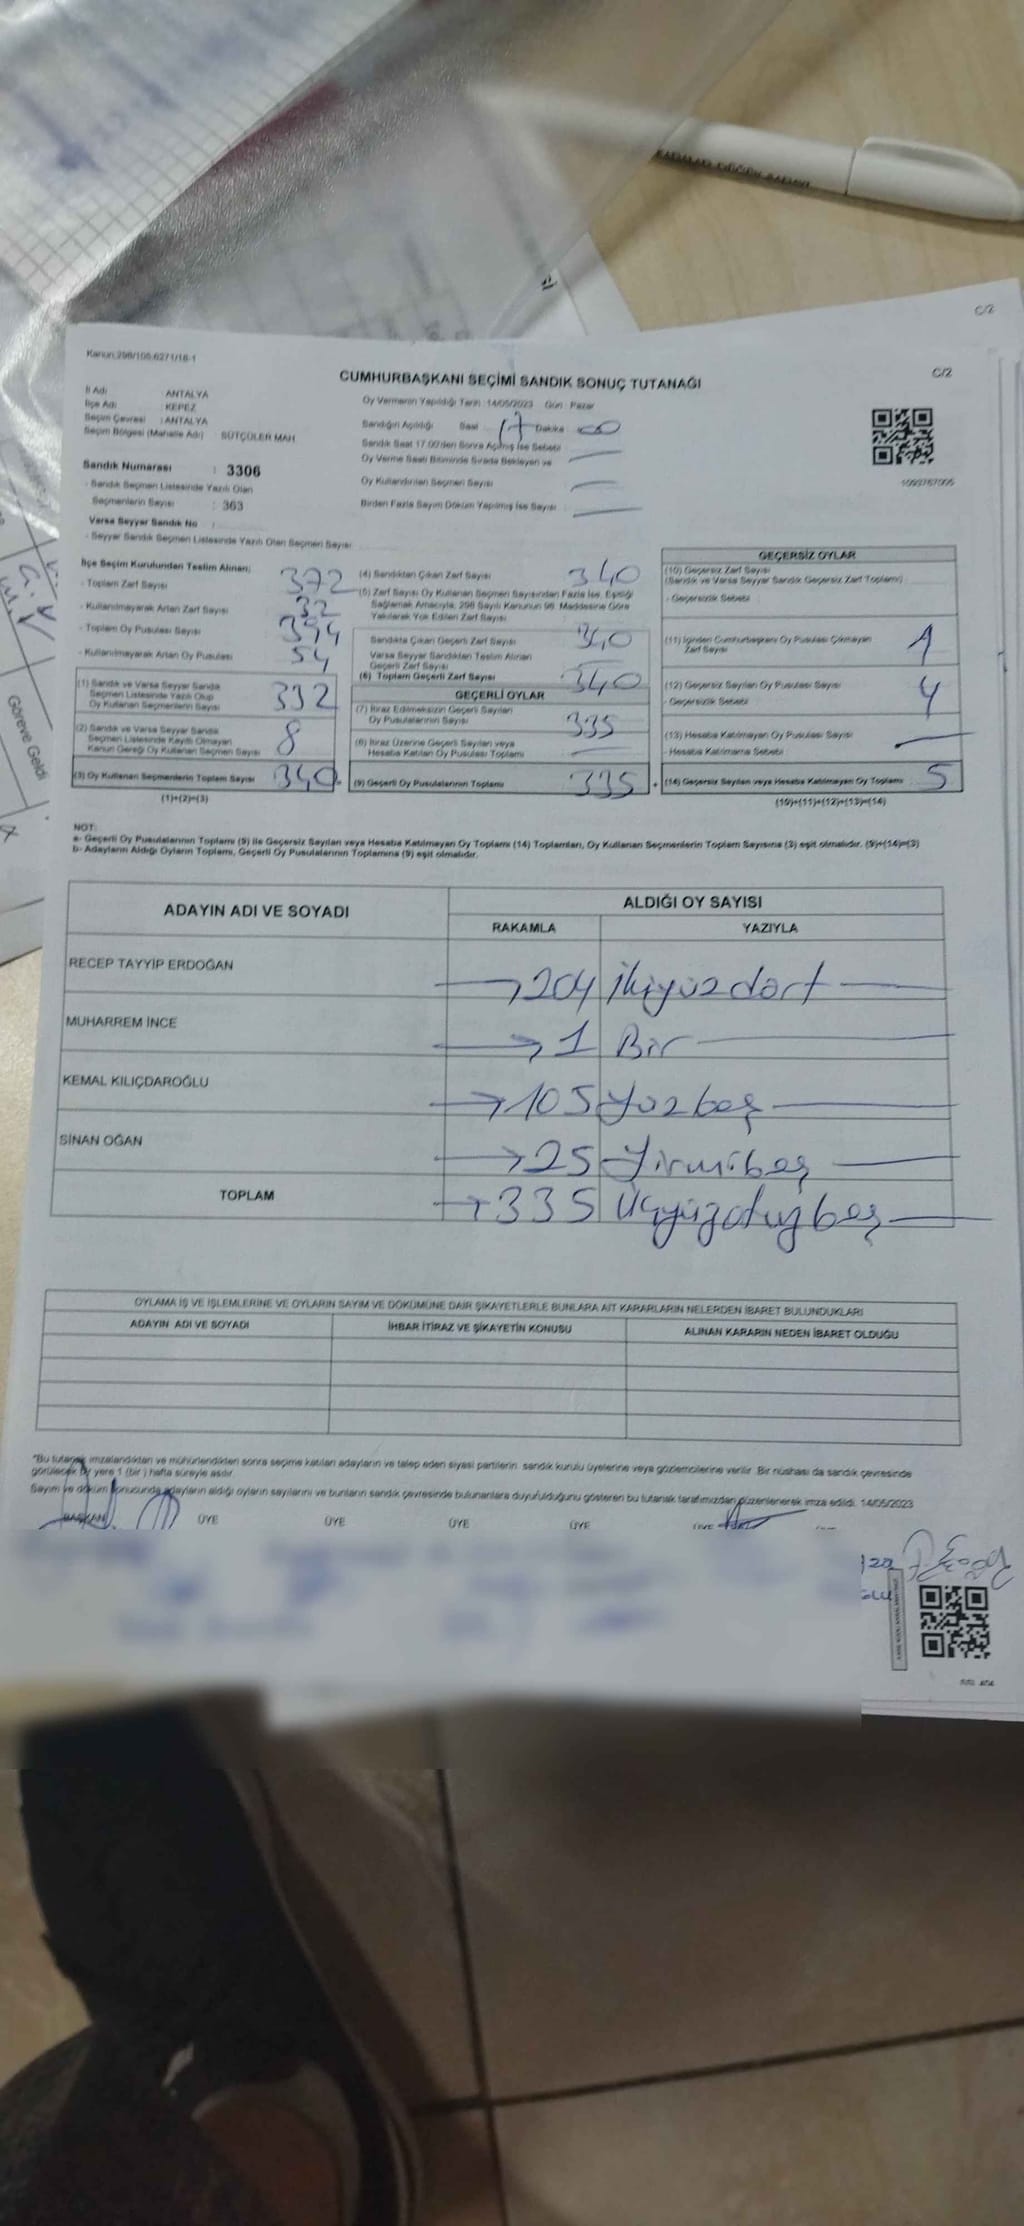 C/2
Kanun:298/105:6271/18-1
C/2
CUMHURBAŞKANI SEÇİMİ SANDIK SONUÇ TUTANAĞI
İl Adı : ANTALYA
İlçe Adı : KEPEZ
Seçim Çevresi : ANTALYA
Seçim Bölgesi (Mahalle Adı) SÜTÇÜLER MAH
Oy Vermenin Yapıldığı Tarih :14/05/2023 Gün : Pazar
Sandığın Açıldığı Saat 17 Dakika 00
Sandık Saat 17.00'den Sonra Açılmış İse Sebebi
Oy Verme Saati Bitiminde Sırada Bekleyen ve
Oy Kullandırılan Seçmen Sayısı
Birden Fazla Sayım Döküm Yapılmış İse Sayısı
1093767005
Sandık Numarası : 3306
- Sandık Seçmen Listesinde Yazılı Olan
Seçmenlerin Sayısı : 363
Varsa Seyyar Sandık No :
- Seyyar Sandık Seçmen Listesinde Yazılı Olan Seçmen Sayısı:
İlçe Seçim Kurulundan Teslim Alınan;
- Toplam Zarf Sayısı 372
- Kullanılmayarak Artan Zarf Sayısı 32
- Toplam Oy Pusulası Sayısı 394
- Kullanılmayarak Artan Oy Pusulası 54
(1) Sandık ve Varsa Seyyar Sandık
Seçmen Listesinde Yazılı Olup
Oy Kullanan Seçmenlerin Sayısı 332
(2) Sandık ve Varsa Seyyar Sandık
Seçmen Listesinde Kayıtlı Olmayan
Kanun Gereği Oy Kullanan Seçmen Sayısı 8
(3) Oy Kullanan Seçmenlerin Toplam Sayısı 340
(1)+(2)=(3)
(4) Sandıktan Çıkan Zarf Sayısı 340
(5) Zarf Sayısı Oy Kullanan Seçmen Sayısından Fazla İse, Eşitliği
Sağlamak Amacıyla, 298 Sayılı Kanunun 98. Maddesine Göre
Yakılarak Yok Edilen Zarf Sayısı
Sandıkta Çıkan Geçerli Zarf Sayısı 340
Varsa Seyyar Sandıktan Teslim Alınan
Geçerli Zarf Sayısı
(6) Toplam Geçerli Zarf Sayısı 340
GEÇERLİ OYLAR
(7) İtiraz Edilmeksizin Geçerli Sayılan
Oy Pusulalarının Sayısı 335
(8) İtiraz Üzerine Geçerli Sayılan veya
Hesaba Katılan Oy Pusulası Toplamı
(9) Geçerli Oy Pusulalarının Toplamı 335
GEÇERSİZ OYLAR
(10) Geçersiz Zarf Sayısı
(Sandık ve Varsa Seyyar Sandık Geçersiz Zarf Toplamı)
- Geçersizlik Sebebi :
(11) İçinden Cumhurbaşkanı Oy Pusulası Çıkmayan
Zarf Sayısı 1
(12) Geçersiz Sayılan Oy Pusulası Sayısı 4
- Geçersizlik Sebebi
(13) Hesaba Katılmayan Oy Pusulası Sayısı
- Hesaba Katılmama Sebebi :
(14) Geçersiz Sayılan veya Hesaba Katılmayan Oy Toplamı 5
(10)+(11)+(12)+(13)=(14)
NOT:
a- Geçerli Oy Pusulalarının Toplamı (9) ile Geçersiz Sayılan veya Hesaba Katılmayan Oy Toplamı (14) Toplamları, Oy Kullanan Seçmenlerin Toplam Sayısına (3) eşit olmalıdır. (9)+(14)=(3)
b- Adayların Aldığı Oyların Toplamı, Geçerli Oy Pusulalarının Toplamına (9) eşit olmalıdır.
ADAYIN ADI VE SOYADI ALDIĞI OY SAYISI
RAKAMLA YAZIYLA
RECEP TAYYİP ERDOĞAN 204 İkiyüzdört
MUHARREM İNCE 1 Bir
KEMAL KILIÇDAROĞLU 105 Yüzbeş
SİNAN OĞAN 25 Yirmibeş
TOPLAM 335 Üçyüzotuzbeş
OYLAMA İŞ VE İŞLEMLERİNE VE OYLARIN SAYIM VE DÖKÜMÜNE DAİR ŞİKAYETLERLE BUNLARA AİT KARARLARIN NELERDEN İBARET BULUNDUKLARI
ADAYIN ADI VE SOYADI İHBAR İTİRAZ VE ŞİKAYETİN KONUSU ALINAN KARARIN NEDEN İBARET OLDUĞU
"Bu tutanak imzalandıktan ve mühürlendikten sonra seçime katılan adayların ve talep eden siyasi partilerin sandık kurulu üyelerine veya gözlemcilerine verilir. Bir nüshası da sandık çevresinde
görülecek bir yere 1 (bir) hafta süreyle asılır.
Sayım ve döküm sonucunda adayların aldığı oyların sayılarını ve bunların sandık çevresinde bulunanlara duyurulduğunu gösteren bu tutanak tarafımızdan düzenlenerek imza edildi. 14/05/2023
BAŞKAN ÜYE ÜYE ÜYE ÜYE ÜYE
Göreve Geldi